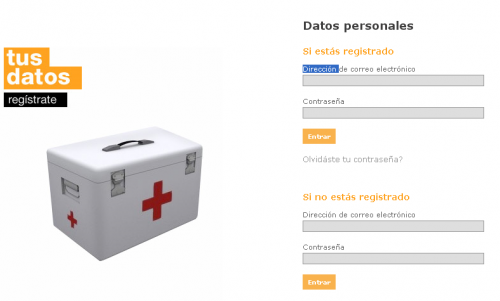 tus
datos
regístrate
Datos personales
Si estás registrado
Dirección de correo electrónico
Contraseña
Entrar
Olvidáste tu contraseña?
Si no estás registrado
Dirección de correo electrónico
Contraseña
Entrar